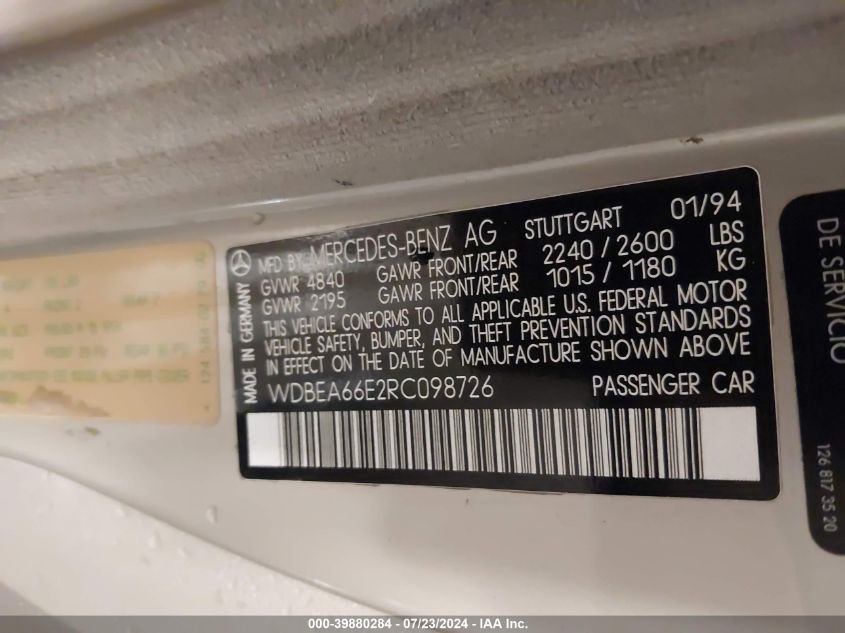 MADE IN GERMANY
MFD BY MERCEDES-BENZ AG STUTTGART 01/94
GVWR 4840 GAWR FRONT/REAR 2240 / 2600 LBS
GVWR 2195 GAWR FRONT/REAR 1015 / 1180 KG
THIS VEHICLE CONFORMS TO ALL APPLICABLE U.S. FEDERAL MOTOR
VEHICLE SAFETY, BUMPER, AND THEFT PREVENTION STANDARDS
IN EFFECT ON THE DATE OF MANUFACTURE SHOWN ABOVE
WDBEA66E2RC098726 PASSENGER CAR
DE SERVICIO
126 817 35 20
000-39880284 - 07/23/2024 - IAA Inc.